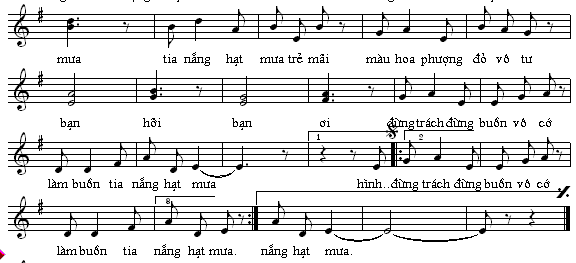 mưa tia nắng hạt mưa trẻ mãi màu hoa phượng đỏ vô tư
bạn hỡi bạn ơi đừng trách đừng buồn vô cớ
1 2
làm buồn tia nắng hạt mưa hình..đừng trách đừng buồn vô cớ
8
làm buồn tia nắng hạt mưa. nắng hạt mưa.